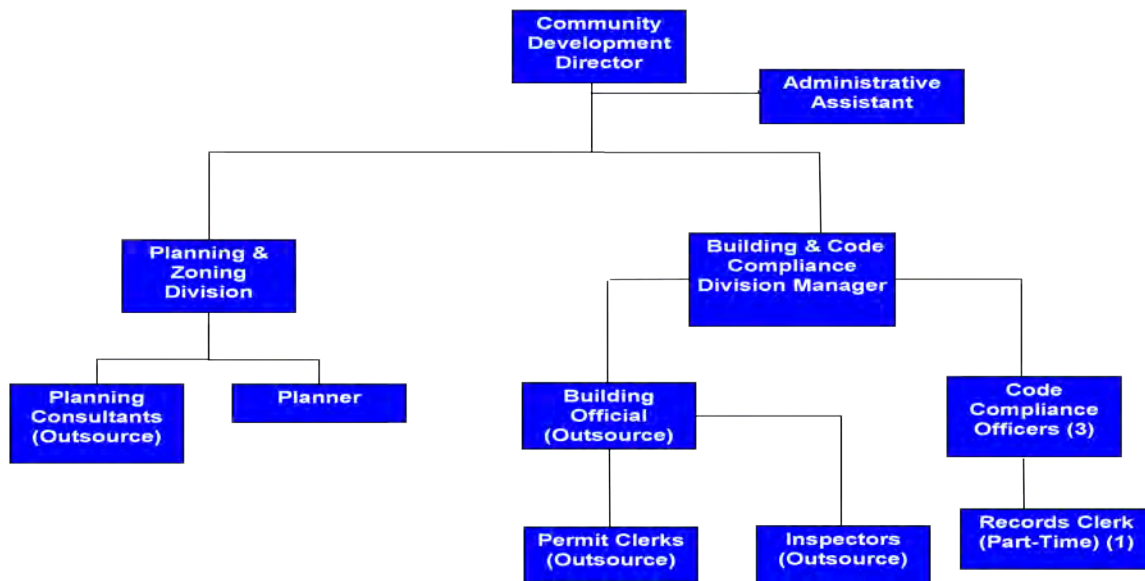 Community
Development
Director
Administrative
Assistant
Planning &
Zoning
Division
Building & Code
Compliance
Division Manager
Planning
Consultants
(Outsource)
Planner
Building
Official
(Outsource)
Code
Compliance
Officers (3)
Permit Clerks
(Outsource)
Inspectors
(Outsource)
Records Clerk
(Part-Time) (1)